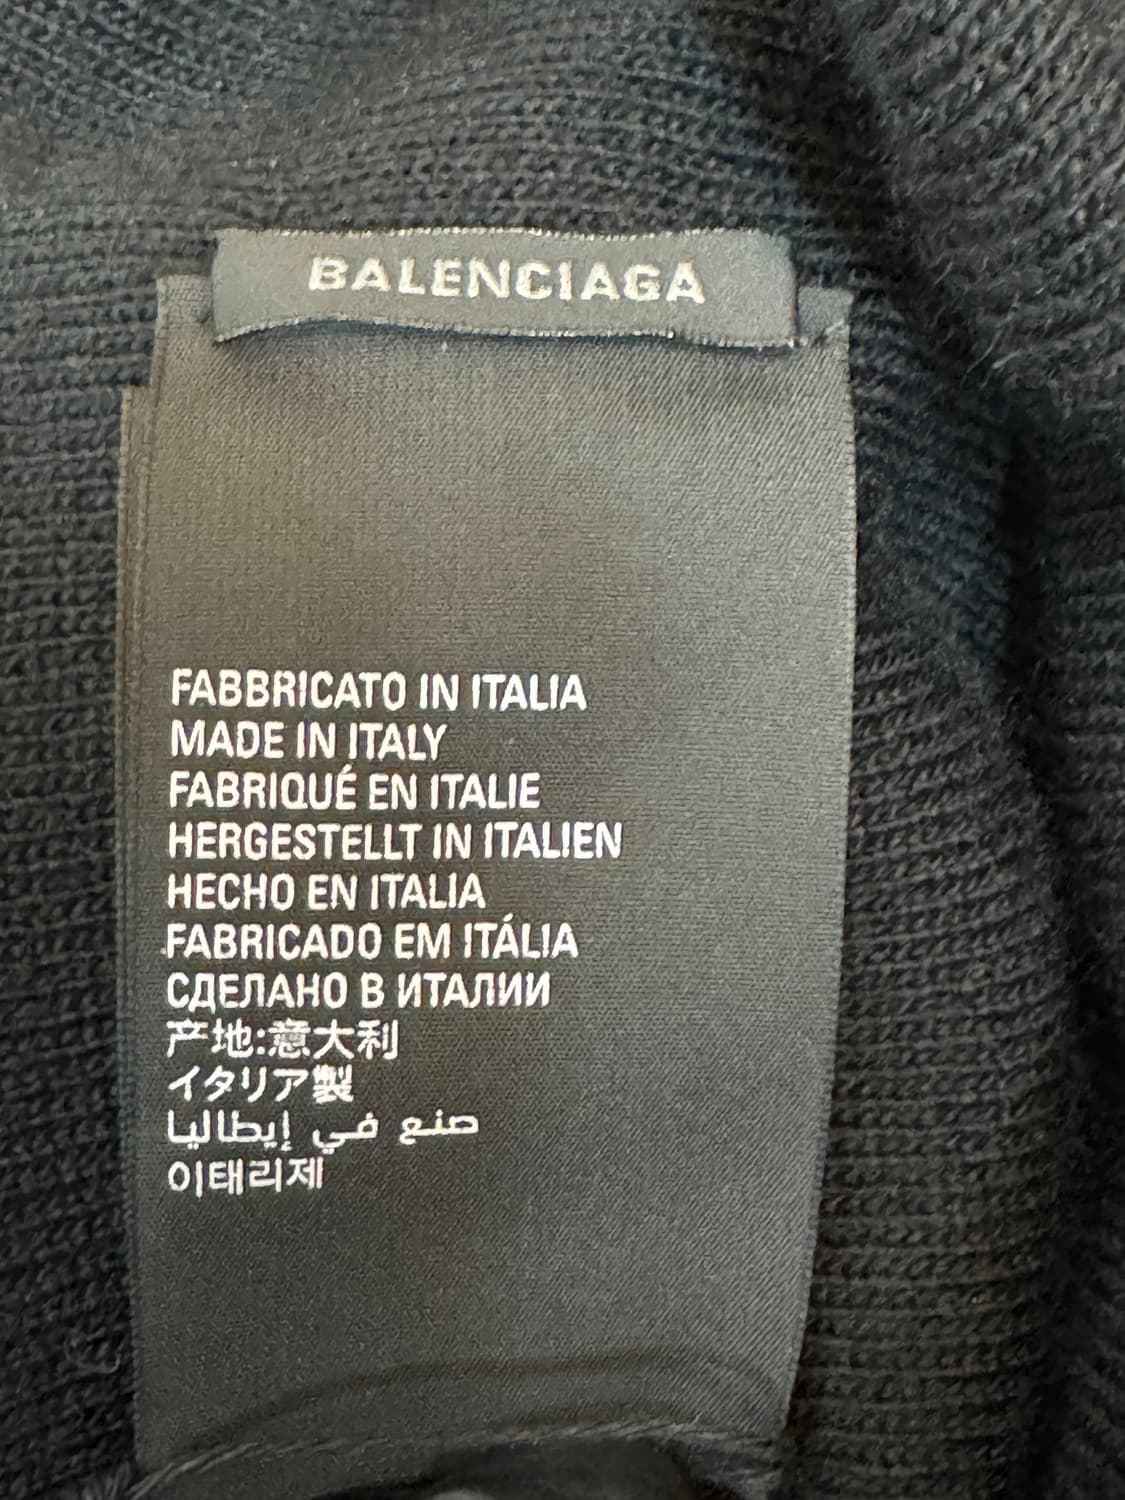 BALENCIAGA
FABBRICATO IN ITALIA
MADE IN ITALY
FABRIQUÉ EN ITALIE
HERGESTELLT IN ITALIEN
HECHO EN ITALIA
FABRICADO EM ITÁLIA
СДЕЛАНО В ИТАЛИИ
产地:意大利
イタリア製
صنع في إيطاليا
이태리제